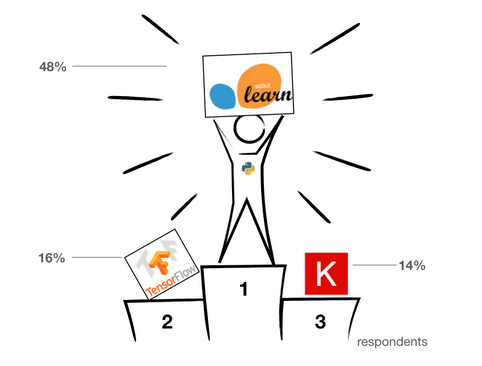 48%
scikit
learn
16%
TensorFlow
K
14%
1
2
3
respondents